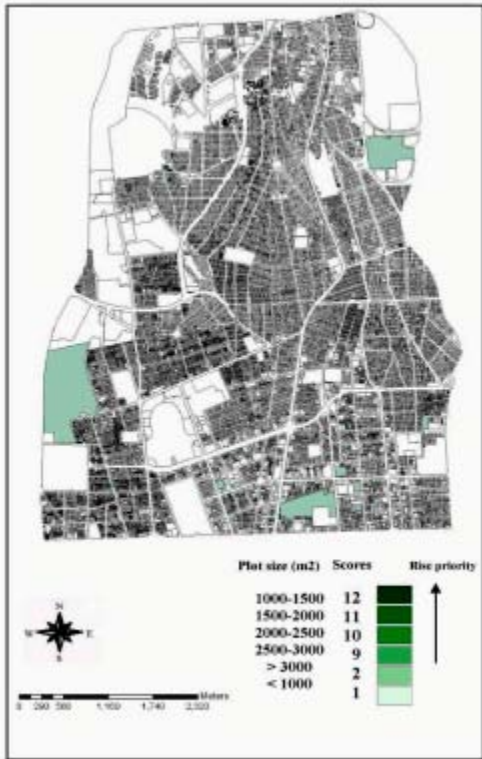 Plot size (m2) Scores Rise priority
1000-1500 12
1500-2000 11
2000-2500 10
2500-3000 9
> 3000 2
< 1000 1
N
W E
S
Meters
0 290 580 1,160 1,740 2,320